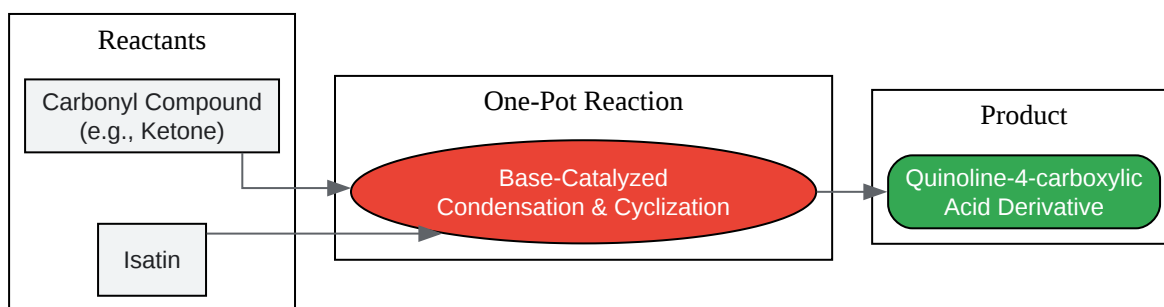 Reactants
Carbonyl Compound
(e.g., Ketone)
Isatin
One-Pot Reaction
Base-Catalyzed
Condensation & Cyclization
Product
Quinoline-4-carboxylic
Acid Derivative